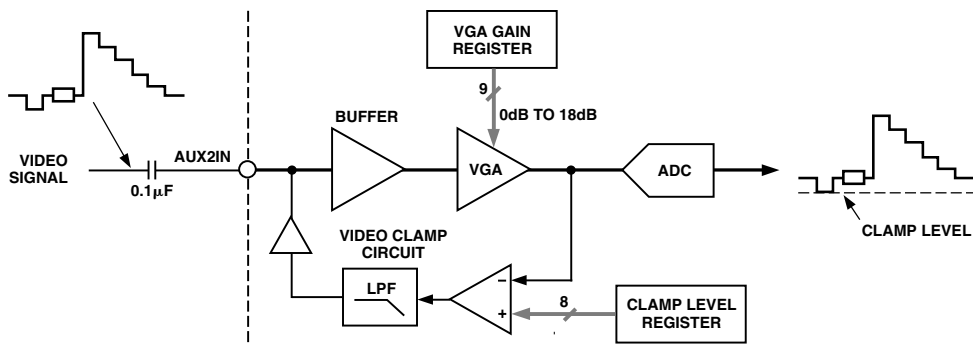 VGA GAIN
REGISTER
9
0dB TO 18dB
BUFFER
VIDEO
SIGNAL
AUX2IN
0.1μF
VGA
ADC
CLAMP LEVEL
VIDEO CLAMP
CIRCUIT
LPF
–
+
8
CLAMP LEVEL
REGISTER